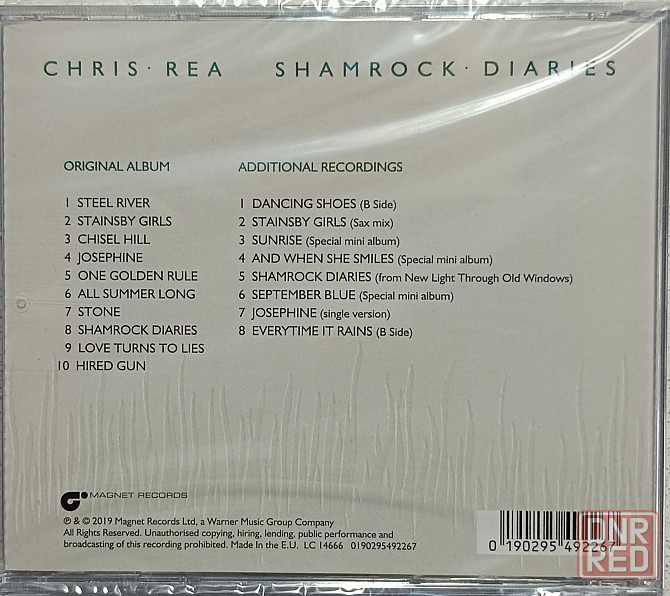 CHRIS · REA SHAMROCK · DIARIES
ORIGINAL ALBUM
1 STEEL RIVER
2 STAINSBY GIRLS
3 CHISEL HILL
4 JOSEPHINE
5 ONE GOLDEN RULE
6 ALL SUMMER LONG
7 STONE
8 SHAMROCK DIARIES
9 LOVE TURNS TO LIES
10 HIRED GUN
ADDITIONAL RECORDINGS
1 DANCING SHOES (B Side)
2 STAINSBY GIRLS (Sax mix)
3 SUNRISE (Special mini album)
4 AND WHEN SHE SMILES (Special mini album)
5 SHAMROCK DIARIES (from New Light Through Old Windows)
6 SEPTEMBER BLUE (Special mini album)
7 JOSEPHINE (single version)
8 EVERYTIME IT RAINS (B Side)
MAGNET RECORDS
℗ & © 2019 Magnet Records Ltd, a Warner Music Group Company
All Rights Reserved. Unauthorised copying, hiring, lending, public performance and
broadcasting of this recording prohibited. Made in the E.U. LC 14666 0190295492267
0 190295 492267
DNR
RED